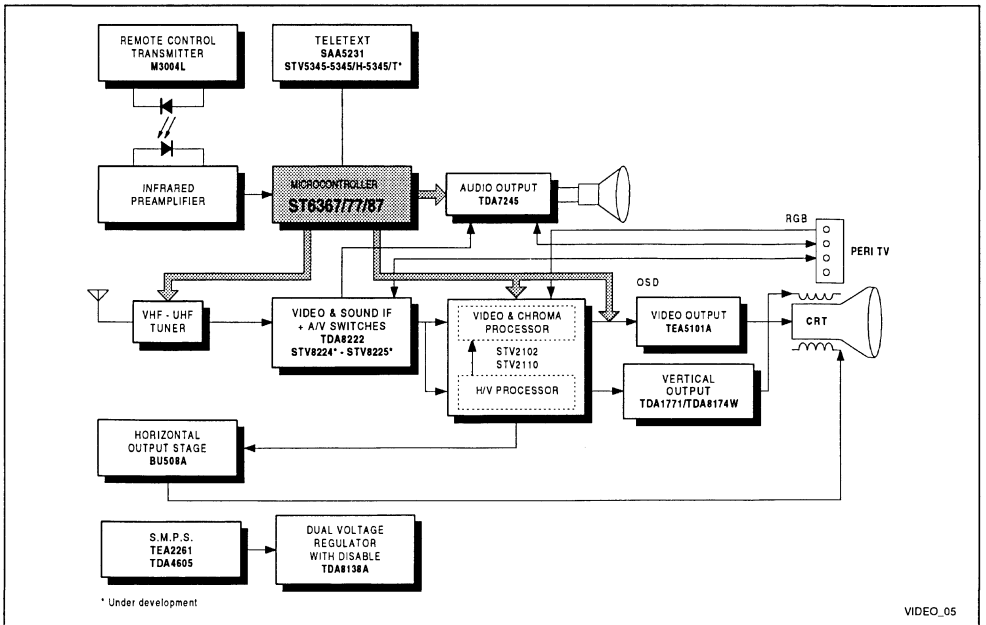 REMOTE CONTROL
TRANSMITTER
M3004L
TELETEXT
SAA5231
STV5345-5345/H-5345/T*
INFRARED
PREAMPLIFIER
MICROCONTROLLER
ST6367/77/87
AUDIO OUTPUT
TDA7245
RGB
PERI TV
OSD
VHF - UHF
TUNER
VIDEO & SOUND IF
+ A/V SWITCHES
TDA8222
STV8224* - STV8225*
VIDEO & CHROMA
PROCESSOR
STV2102
STV2110
H/V PROCESSOR
VIDEO OUTPUT
TEA5101A
CRT
VERTICAL
OUTPUT
TDA1771/TDA8174W
HORIZONTAL
OUTPUT STAGE
BU508A
S.M.P.S.
TEA2261
TDA4605
DUAL VOLTAGE
REGULATOR
WITH DISABLE
TDA8138A
* Under development
VIDEO_05